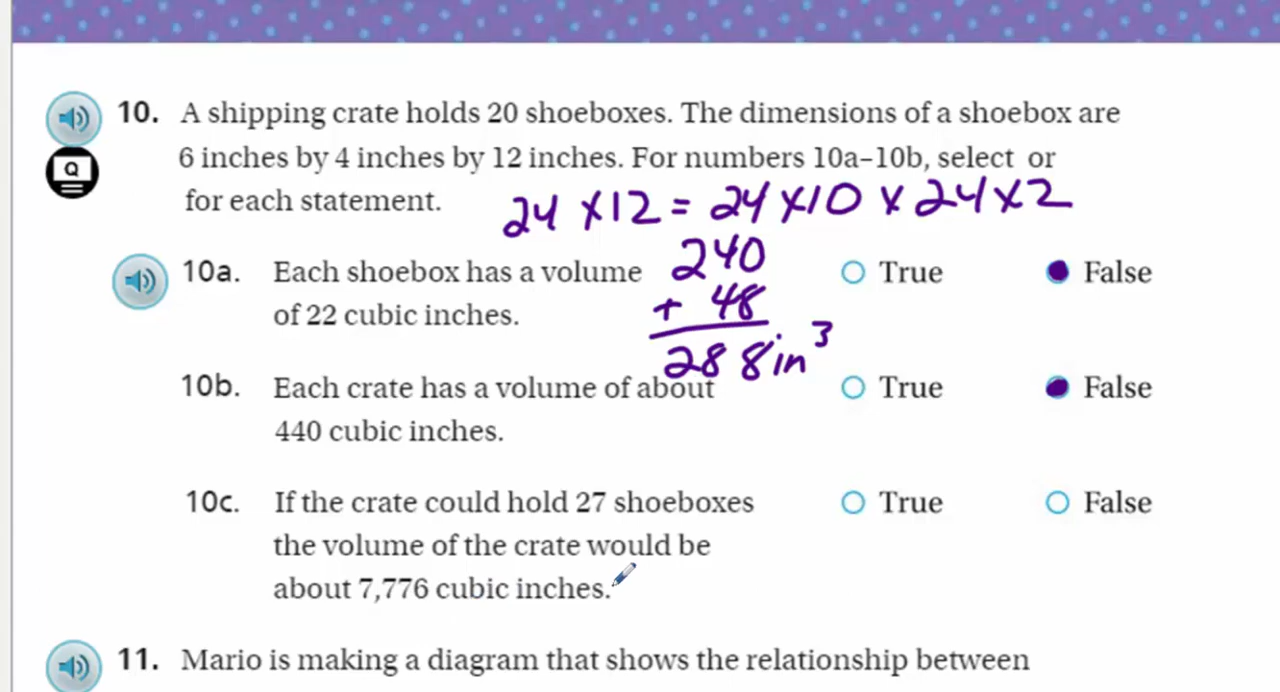 10. A shipping crate holds 20 shoeboxes. The dimensions of a shoebox are
6 inches by 4 inches by 12 inches. For numbers 10a–10b, select or
Q
for each statement.
24 x 12 = 24 x 10 x 24 x 2
240
+ 48
288in³
10a. Each shoebox has a volume
of 22 cubic inches.
True False
10b. Each crate has a volume of about
440 cubic inches.
True False
10c. If the crate could hold 27 shoeboxes
the volume of the crate would be
about 7,776 cubic inches.
True False
11. Mario is making a diagram that shows the relationship between